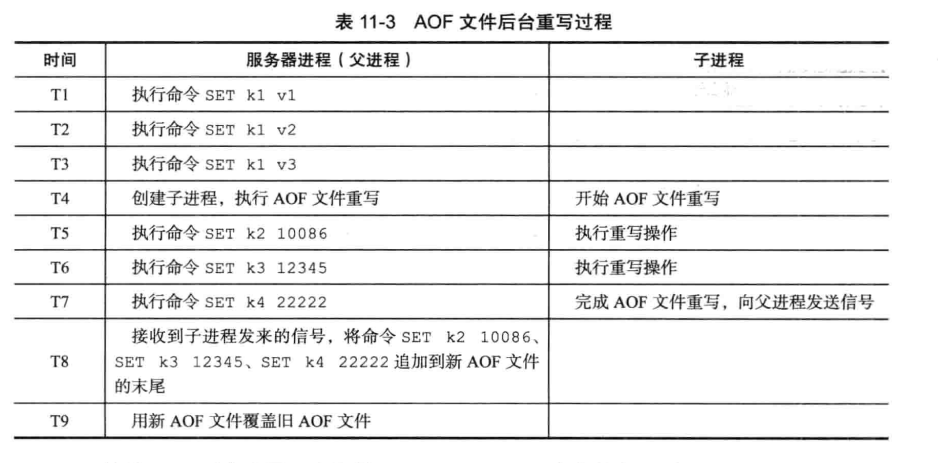 表 11-3 AOF 文件后台重写过程
时间 服务器进程（父进程） 子进程
T1 执行命令 SET k1 v1
T2 执行命令 SET k1 v2
T3 执行命令 SET k1 v3
T4 创建子进程，执行 AOF 文件重写 开始 AOF 文件重写
T5 执行命令 SET k2 10086 执行重写操作
T6 执行命令 SET k3 12345 执行重写操作
T7 执行命令 SET k4 22222 完成 AOF 文件重写，向父进程发送信号
接收到子进程发来的信号，将命令 SET k2 10086、
T8 SET k3 12345、SET k4 22222 追加到新 AOF 文件
的末尾
T9 用新 AOF 文件覆盖旧 AOF 文件